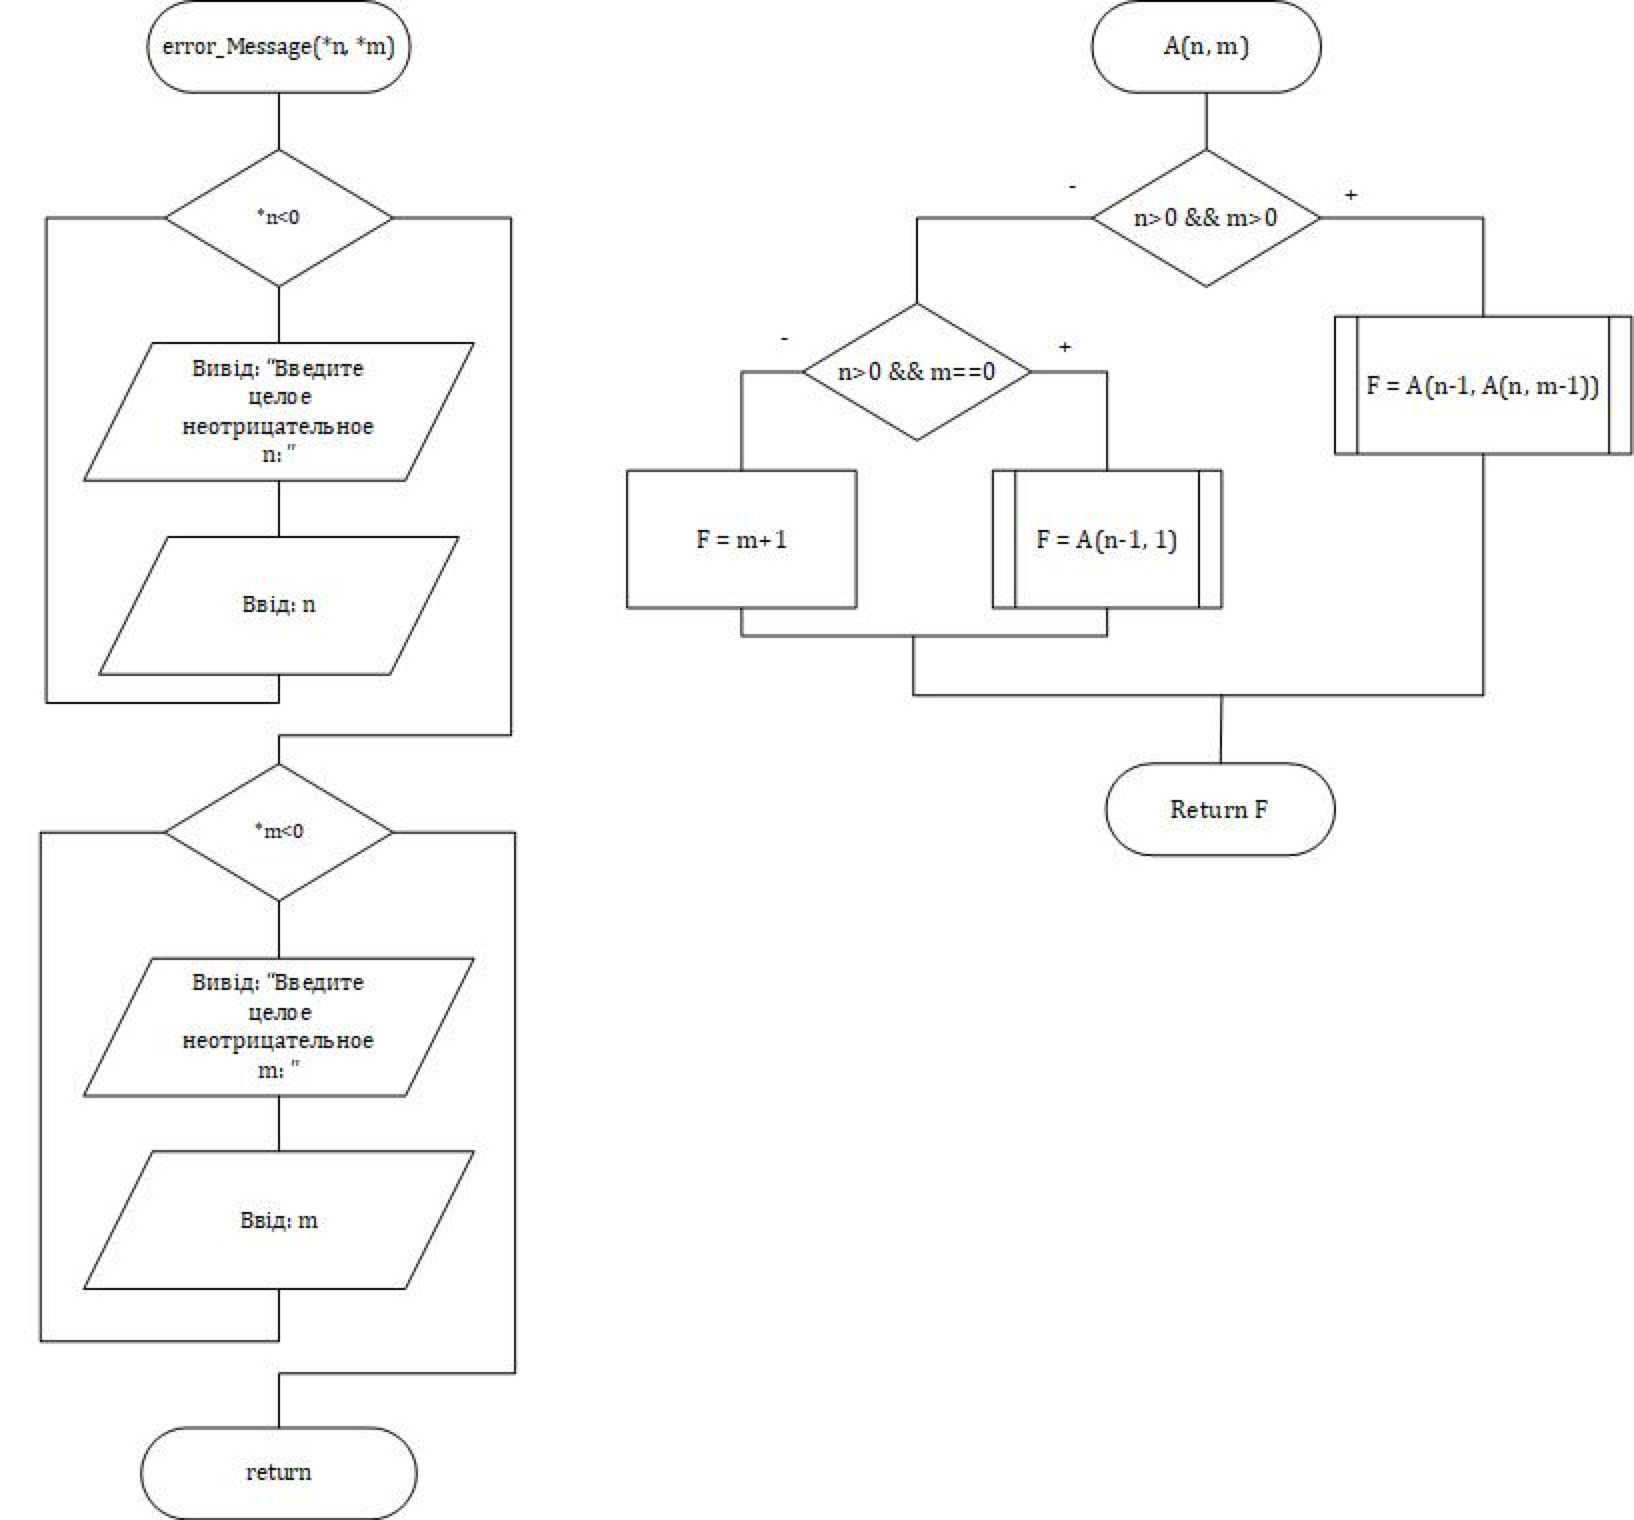 error_Message(*n, *m)
*n<0
Вивід: "Введите
целое
неотрицательное
n: "
Ввід: n
*m<0
Вивід: "Введите
целое
неотрицательное
m: "
Ввід: m
return
A(n, m)
-
+
n>0 && m>0
-
+
n>0 && m==0
F = A(n-1, A(n, m-1))
F = m+1
F = A(n-1, 1)
Return F